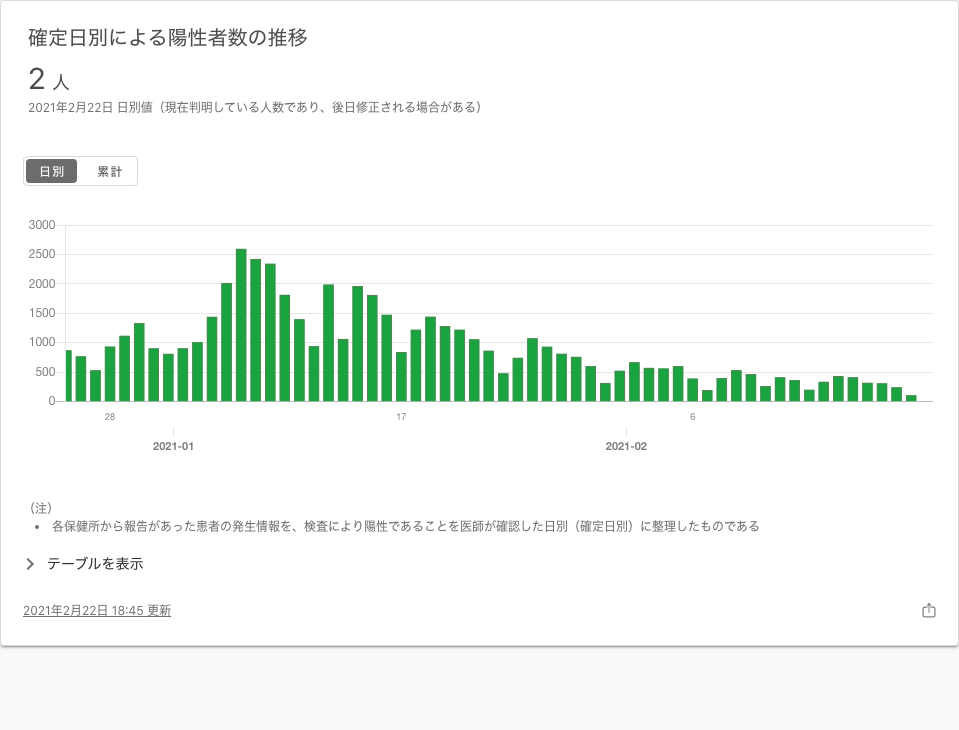 確定日別による陽性者数の推移
2 人
2021年2月22日 日別値（現在判明している人数であり、後日修正される場合がある）
日別 累計
3000
2500
2000
1500
1000
500
0
28 17 6
2021-01 2021-02
（注）
• 各保健所から報告があった患者の発生情報を、検査により陽性であることを医師が確認した日別（確定日別）に整理したものである
テーブルを表示
2021年2月22日 18:45 更新